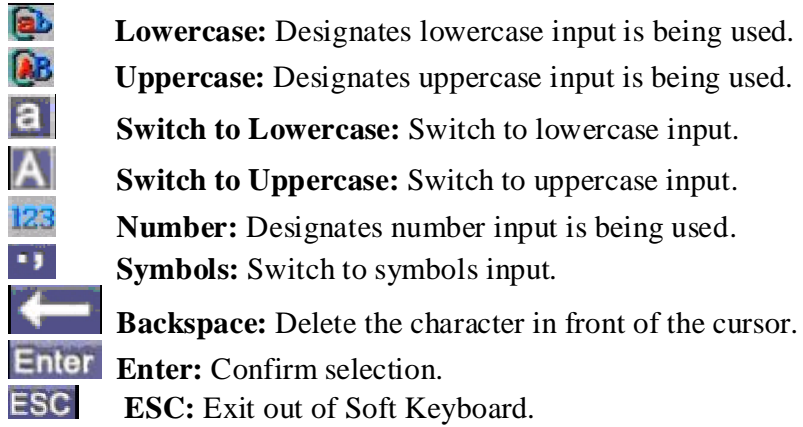 ab Lowercase: Designates lowercase input is being used.
AB Uppercase: Designates uppercase input is being used.
a Switch to Lowercase: Switch to lowercase input.
A Switch to Uppercase: Switch to uppercase input.
123 Number: Designates number input is being used.
., Symbols: Switch to symbols input.
Backspace: Delete the character in front of the cursor.
Enter Enter: Confirm selection.
ESC ESC: Exit out of Soft Keyboard.